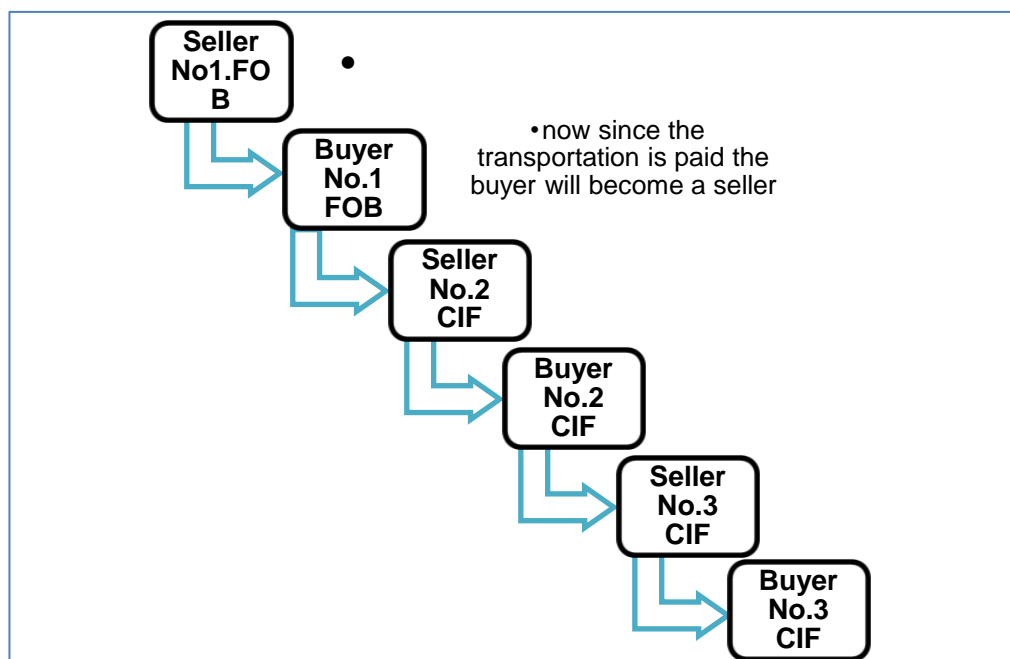 Seller
No1.FO
B
•
Buyer
No.1
FOB
•now since the
transportation is paid the
buyer will become a seller
Seller
No.2
CIF
Buyer
No.2
CIF
Seller
No.3
CIF
Buyer
No.3
CIF